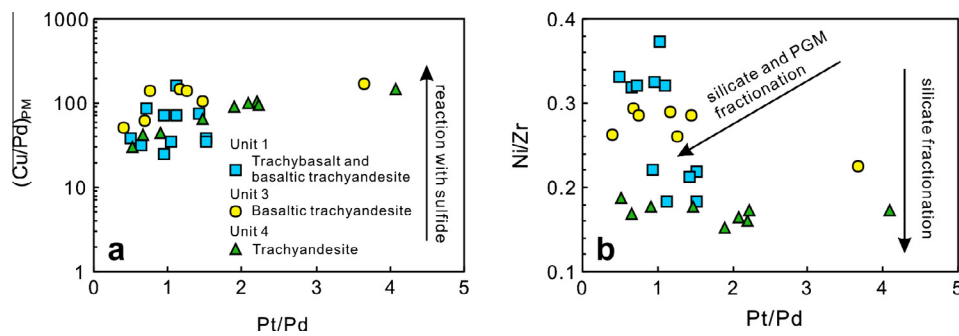 1000
100
10
1
(Cu/Pd)PM
0 1 2 3 4 5
Pt/Pd
a
Unit 1
Trachybasalt and
basaltic trachyandesite
Unit 3
Basaltic trachyandesite
Unit 4
Trachyandesite
reaction with sulfide
0.4
0.3
0.2
0.1
Ni/Zr
0 1 2 3 4 5
Pt/Pd
b
silicate and PGM
fractionation
silicate fractionation